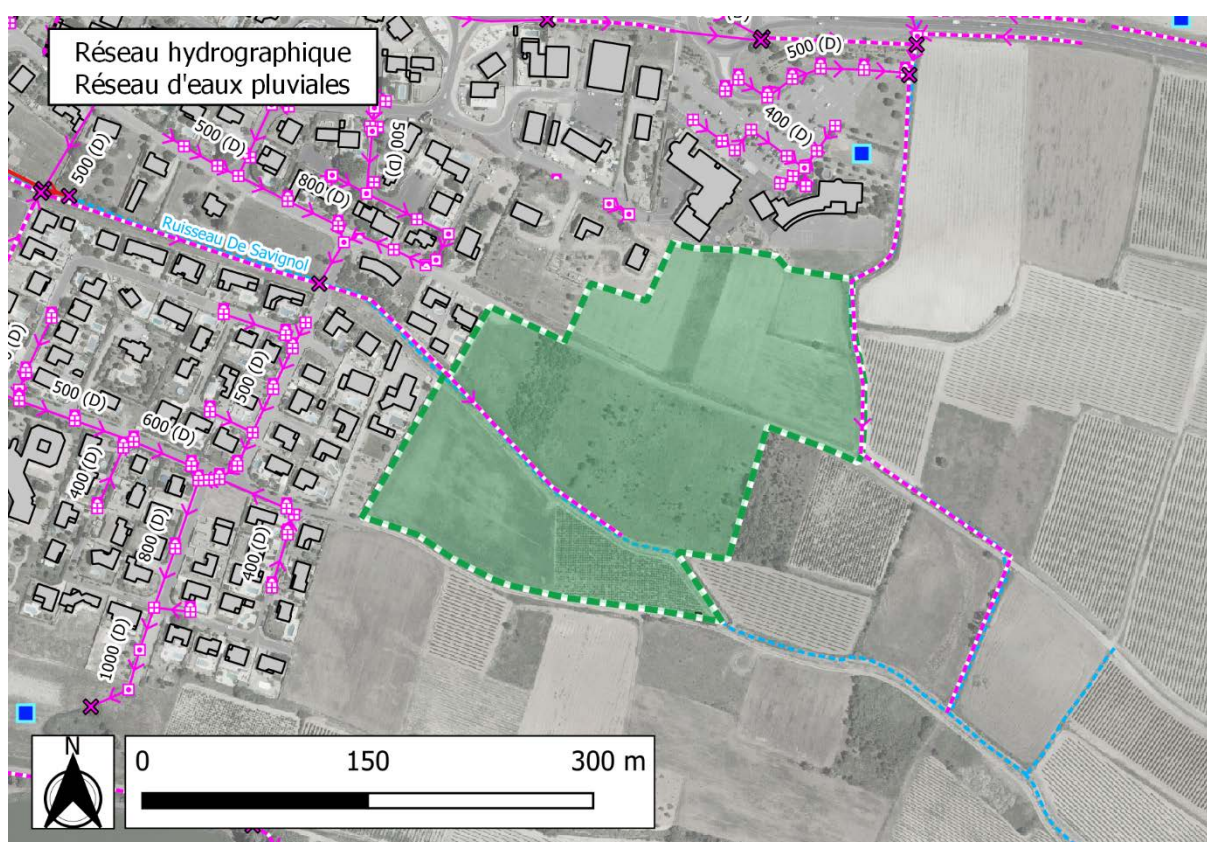 Réseau hydrographique
Réseau d'eaux pluviales
500 (D)
400 (D)
500 (D)
500 (D)
500 (D)
800 (D)
Ruisseau De Savignol
500 (D)
500 (D)
600 (D)
400 (D)
800 (D)
400 (D)
1000 (D)
N
0 150 300 m